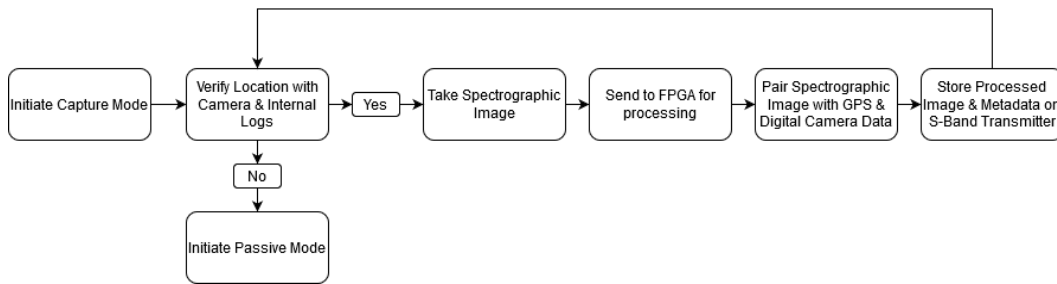 Initiate Capture Mode
Verify Location with
Camera & Internal
Logs
Yes
Take Spectrographic
Image
Send to FPGA for
processing
Pair Spectrographic
Image with GPS &
Digital Camera Data
Store Processed
Image & Metadata on
S-Band Transmitter
No
Initiate Passive Mode